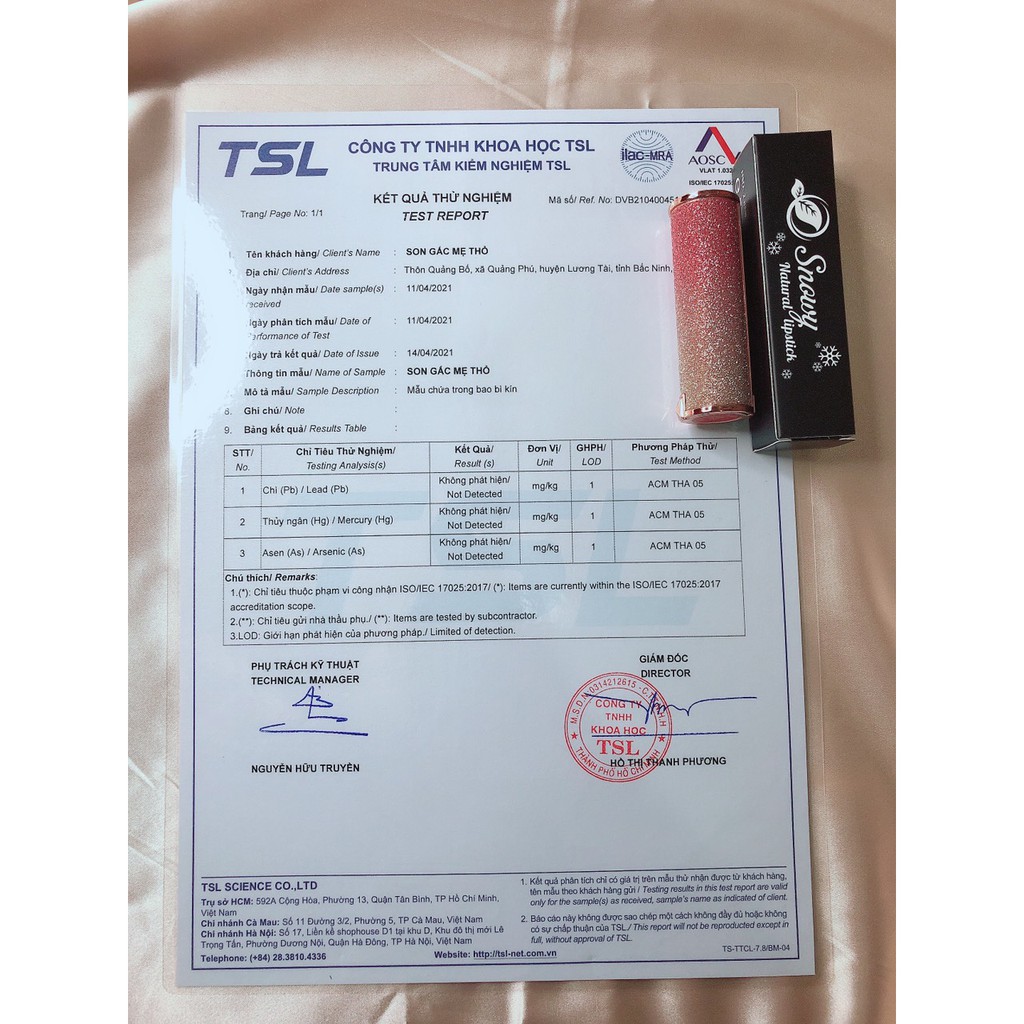 TSL
CÔNG TY TNHH KHOA HỌC TSL
TRUNG TÂM KIỂM NGHIỆM TSL
ilac-MRA
AOSC
VLAT 1.032
ISO/IEC 17025
KẾT QUẢ THỬ NGHIỆM
TEST REPORT
Trang/ Page No: 1/1
Mã số/ Ref. No: DVB21040045
Tên khách hàng/ Client's Name : SON GẤC MẸ THỎ
Địa chỉ/ Client's Address : Thôn Quảng Bố, xã Quảng Phú, huyện Lương Tài, tỉnh Bắc Ninh,
Ngày nhận mẫu/ Date sample(s) : 11/04/2021
received
Ngày phân tích mẫu/ Date of : 11/04/2021
Performance of Test
Ngày trả kết quả/ Date of Issue : 14/04/2021
Thông tin mẫu/ Name of Sample : SON GẤC MẸ THỎ
Mô tả mẫu/ Sample Description : Mẫu chứa trong bao bì kín
8. Ghi chú/ Note :
9. Bảng kết quả/ Results Table :
STT/ No. Chỉ Tiêu Thử Nghiệm/ Testing Analysis(s) Kết Quả/ Result (s) Đơn Vị/ Unit GHPH/ LOD Phương Pháp Thử/ Test Method
1 Chì (Pb) / Lead (Pb) Không phát hiện/ Not Detected mg/kg 1 ACM THA 05
2 Thủy ngân (Hg) / Mercury (Hg) Không phát hiện/ Not Detected mg/kg 1 ACM THA 05
3 Asen (As) / Arsenic (As) Không phát hiện/ Not Detected mg/kg 1 ACM THA 05
Chú thích/ Remarks:
1.(*): Chỉ tiêu thuộc phạm vi công nhận ISO/IEC 17025:2017/ (*): Items are currently within the ISO/IEC 17025:2017
accreditation scope.
2.(**): Chỉ tiêu gửi nhà thầu phụ./ (**): Items are tested by subcontractor.
3.LOD: Giới hạn phát hiện của phương pháp./ Limited of detection.
PHỤ TRÁCH KỸ THUẬT
TECHNICAL MANAGER
NGUYỄN HỮU TRUYỀN
GIÁM ĐỐC
DIRECTOR
M.S.D.N:0314212615 - C.T.T.N.H.H
CÔNG TY
TNHH
KHOA HỌC
TSL
THÀNH PHỐ HỒ CHÍ MINH
HỒ THỊ THANH PHƯƠNG
TSL SCIENCE CO.,LTD
Trụ sở HCM: 592A Cộng Hòa, Phường 13, Quận Tân Bình, TP Hồ Chí Minh,
Việt Nam
Chi nhánh Cà Mau: Số 11 Đường 3/2, Phường 5, TP Cà Mau, Việt Nam
Chi nhánh Hà Nội: Số 17, Liền kề shophouse D1 tại khu D, Khu đô thị mới Lê
Trọng Tấn, Phường Dương Nội, Quận Hà Đông, TP Hà Nội, Việt Nam
Telephone: (+84) 28.3810.4336 Website: http://tsl-net.com.vn
1. Kết quả phân tích chỉ có giá trị trên mẫu thử nhận được từ khách hàng,
tên mẫu theo khách hàng gửi / Testing results in this test report are valid
only for the sample(s) as received, sample's name as indicated of client.
2. Báo cáo này không được sao chép một cách không đầy đủ hoặc không
có sự chấp thuận của TSL./ This report will not be reproduced except in
full, without approval of TSL.
TS-TTCL-7.8/BM-04
Snowy
Natural lipstick